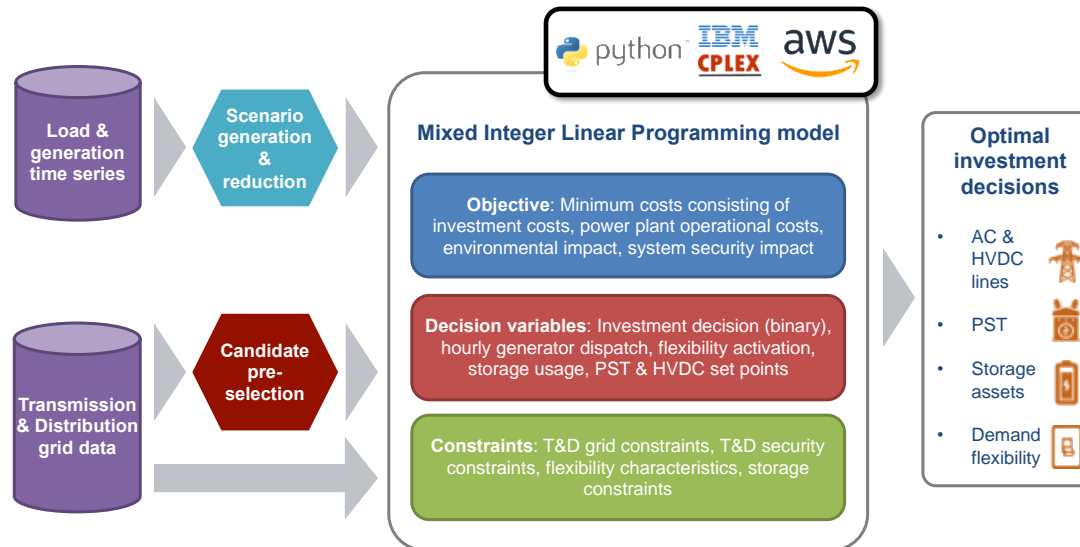 python™
IBM
CPLEX
aws
Load &
generation
time series
Scenario
generation
&
reduction
Mixed Integer Linear Programming model
Objective: Minimum costs consisting of
investment costs, power plant operational costs,
environmental impact, system security impact
Transmission
& Distribution
grid data
Candidate
pre-
selection
Decision variables: Investment decision (binary),
hourly generator dispatch, flexibility activation,
storage usage, PST & HVDC set points
Constraints: T&D grid constraints, T&D security
constraints, flexibility characteristics, storage
constraints
Optimal
investment
decisions
• AC &
HVDC
lines
• PST
• Storage
assets
• Demand
flexibility